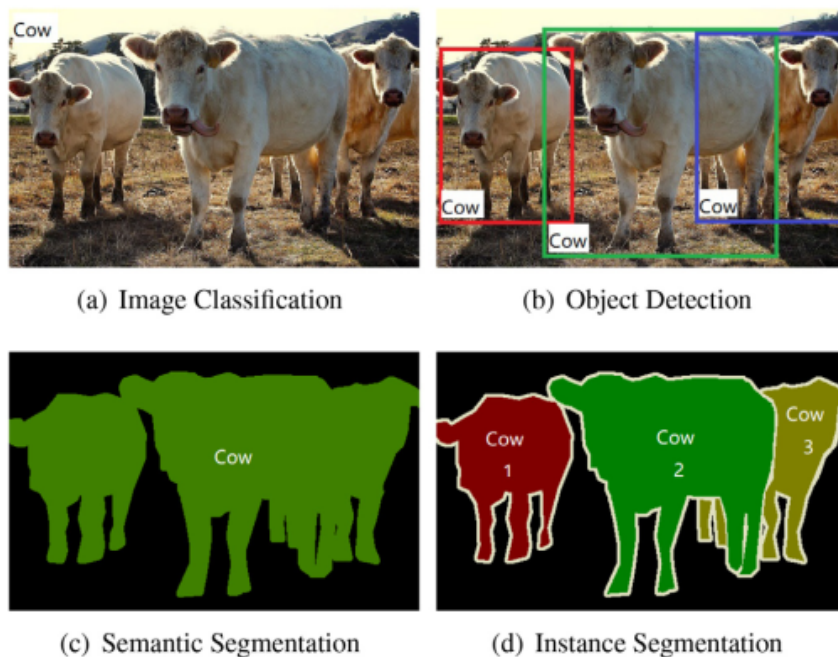 Cow
Cow
Cow
Cow
(a) Image Classification
(b) Object Detection
Cow
Cow
1
Cow
2
Cow
3
(c) Semantic Segmentation
(d) Instance Segmentation